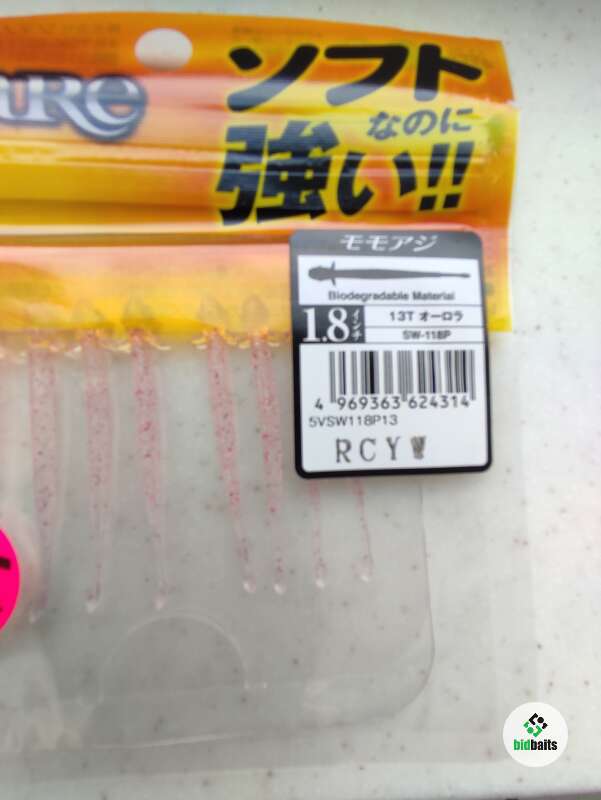 ソフト
なのに
強い!!
モモアジ
Biodegradable Material
1.8インチ
13T オーロラ
SW-118P
4 969363 624314
5VSW118P13
RCY
bidbaits